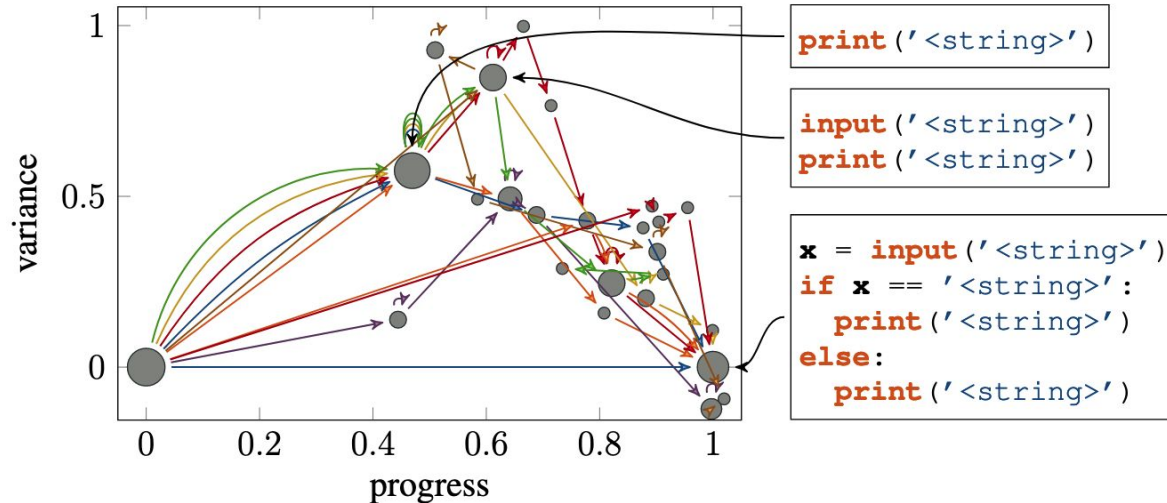 1
0.5
0
variance
0
0.2
0.4
0.6
0.8
1
progress
print('<string>')
input('<string>')
print('<string>')
x = input('<string>')
if x == '<string>':
  print('<string>')
else:
  print('<string>')